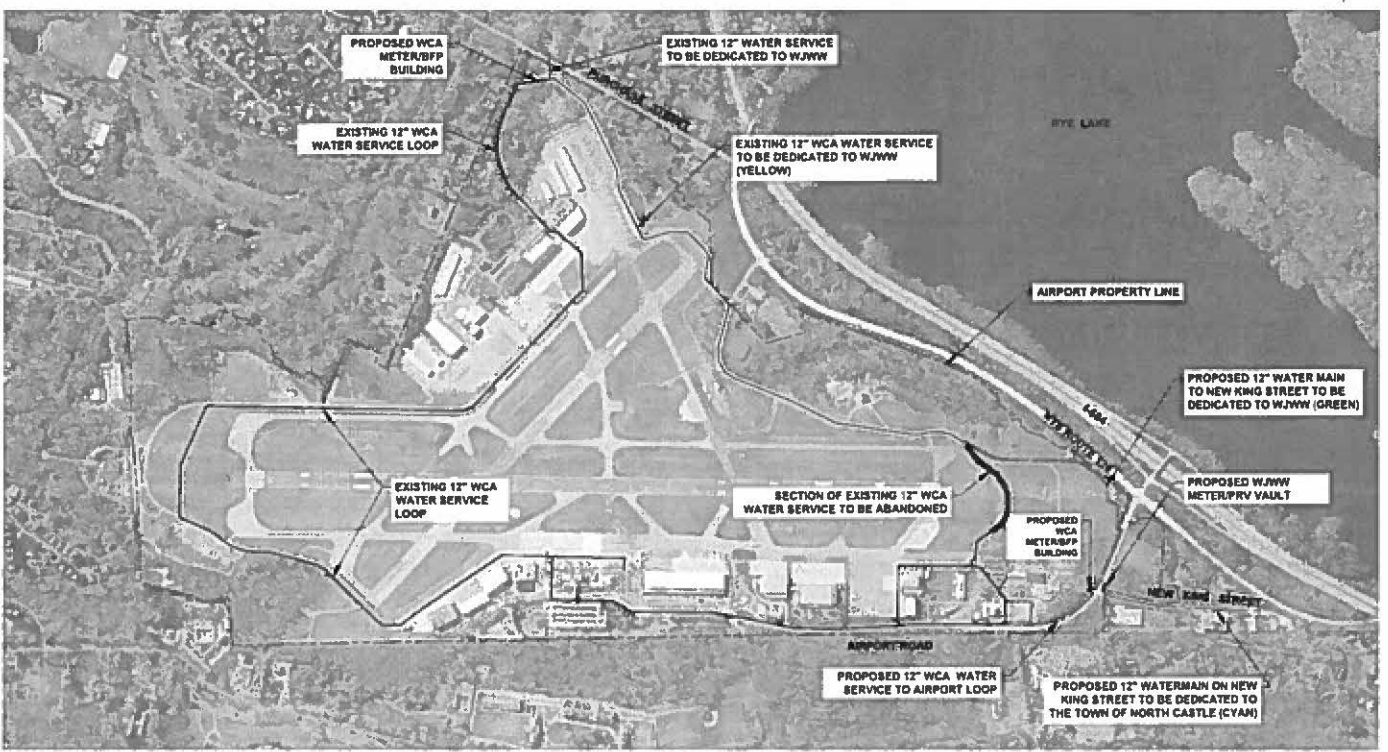 PROPOSED WCA
METER/BFP
BUILDING
EXISTING 12" WATER SERVICE
TO BE DEDICATED TO WJWW
PURCHASE STREET
EXISTING 12" WCA
WATER SERVICE LOOP
EXISTING 12" WCA WATER SERVICE
TO BE DEDICATED TO WJWW
(YELLOW)
RYE LAKE
AIRPORT PROPERTY LINE
PROPOSED 12" WATER MAIN
TO NEW KING STREET TO BE
DEDICATED TO WJWW (GREEN)
I-684
NYS ROUTE
EXISTING 12" WCA
WATER SERVICE
LOOP
SECTION OF EXISTING 12" WCA
WATER SERVICE TO BE ABANDONED
PROPOSED WJWW
METER/PRV VAULT
PROPOSED
WCA
METER/BFP
BUILDING
NEW KING STREET
AIRPORT ROAD
PROPOSED 12" WCA WATER
SERVICE TO AIRPORT LOOP
PROPOSED 12" WATERMAIN ON NEW
KING STREET TO BE DEDICATED TO
THE TOWN OF NORTH CASTLE (CYAN)